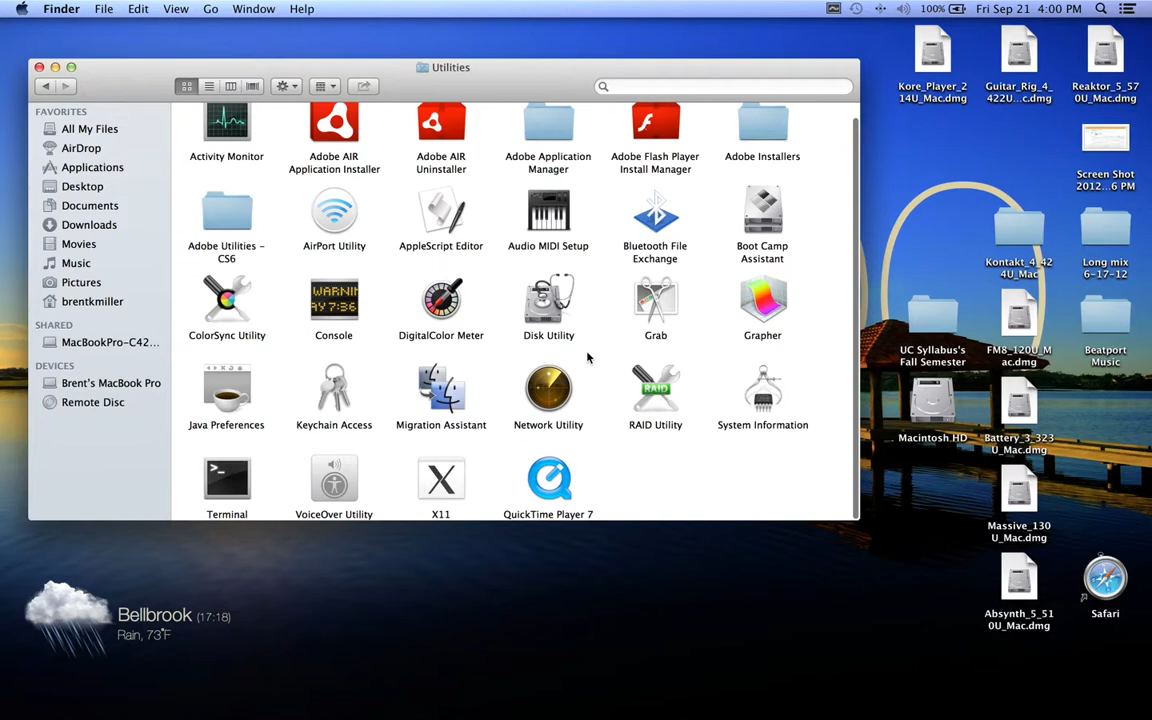 Finder File Edit View Go Window Help 100% Fri Sep 21 4:00 PM
Utilities
FAVORITES
All My Files
AirDrop
Applications
Desktop
Documents
Downloads
Movies
Music
Pictures
brentkmiller
SHARED
MacBookPro-C42...
DEVICES
Brent's MacBook Pro
Remote Disc
Activity Monitor
Adobe AIR
Application Installer
Adobe AIR
Uninstaller
Adobe Application
Manager
Adobe Flash Player
Install Manager
Adobe Installers
Adobe Utilities -
CS6
AirPort Utility
AppleScript Editor
Audio MIDI Setup
Bluetooth File
Exchange
Boot Camp
Assistant
ColorSync Utility
WARNIN
AY 7:36
Console
DigitalColor Meter
Disk Utility
Grab
Grapher
Java Preferences
Keychain Access
Migration Assistant
Network Utility
RAID
RAID Utility
System Information
>_
Terminal
VoiceOver Utility
X
X11
QuickTime Player 7
Kore_Player_2
14U_Mac.dmg
Guitar_Rig_4_
422U...c.dmg
Reaktor_5_57
0U_Mac.dmg
Screen Shot
2012...6 PM
Kontakt_4_42
4U_Mac
Long mix
6-17-12
UC Syllabus's
Fall Semester
FM8_120U_M
ac.dmg
Beatport
Music
Macintosh HD
Battery_3_323
U_Mac.dmg
Massive_130
U_Mac.dmg
Absynth_5_51
0U_Mac.dmg
Safari
Bellbrook (17:18)
Rain, 73°F